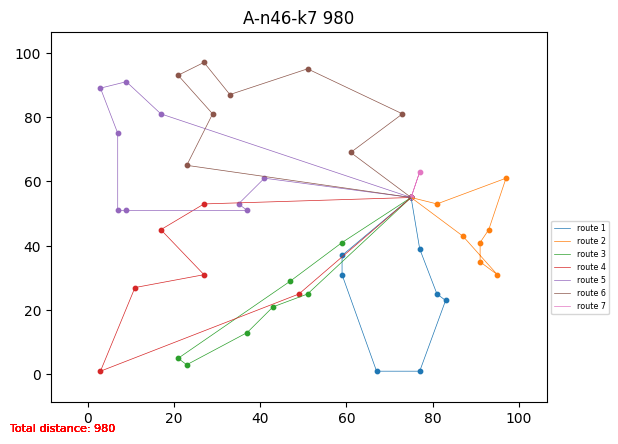 A-n46-k7 980
100
80
60
40
20
0
0 20 40 60 80 100
route 1
route 2
route 3
route 4
route 5
route 6
route 7
Total distance: 980